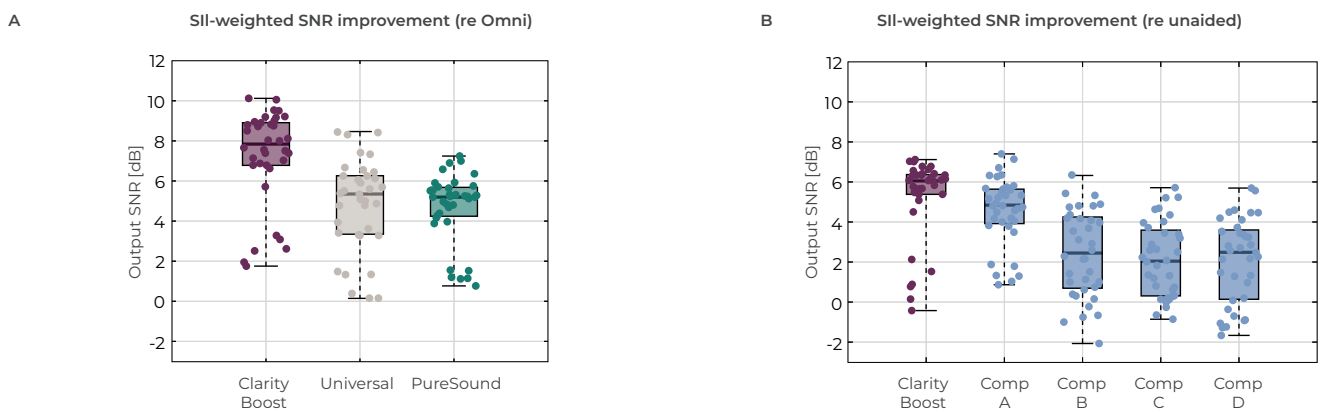 A
SII-weighted SNR improvement (re Omni)
Output SNR [dB]
12
10
8
6
4
2
0
-2
Clarity
Boost
Universal
PureSound
B
SII-weighted SNR improvement (re unaided)
Output SNR [dB]
12
10
8
6
4
2
0
-2
Clarity
Boost
Comp
A
Comp
B
Comp
C
Comp
D